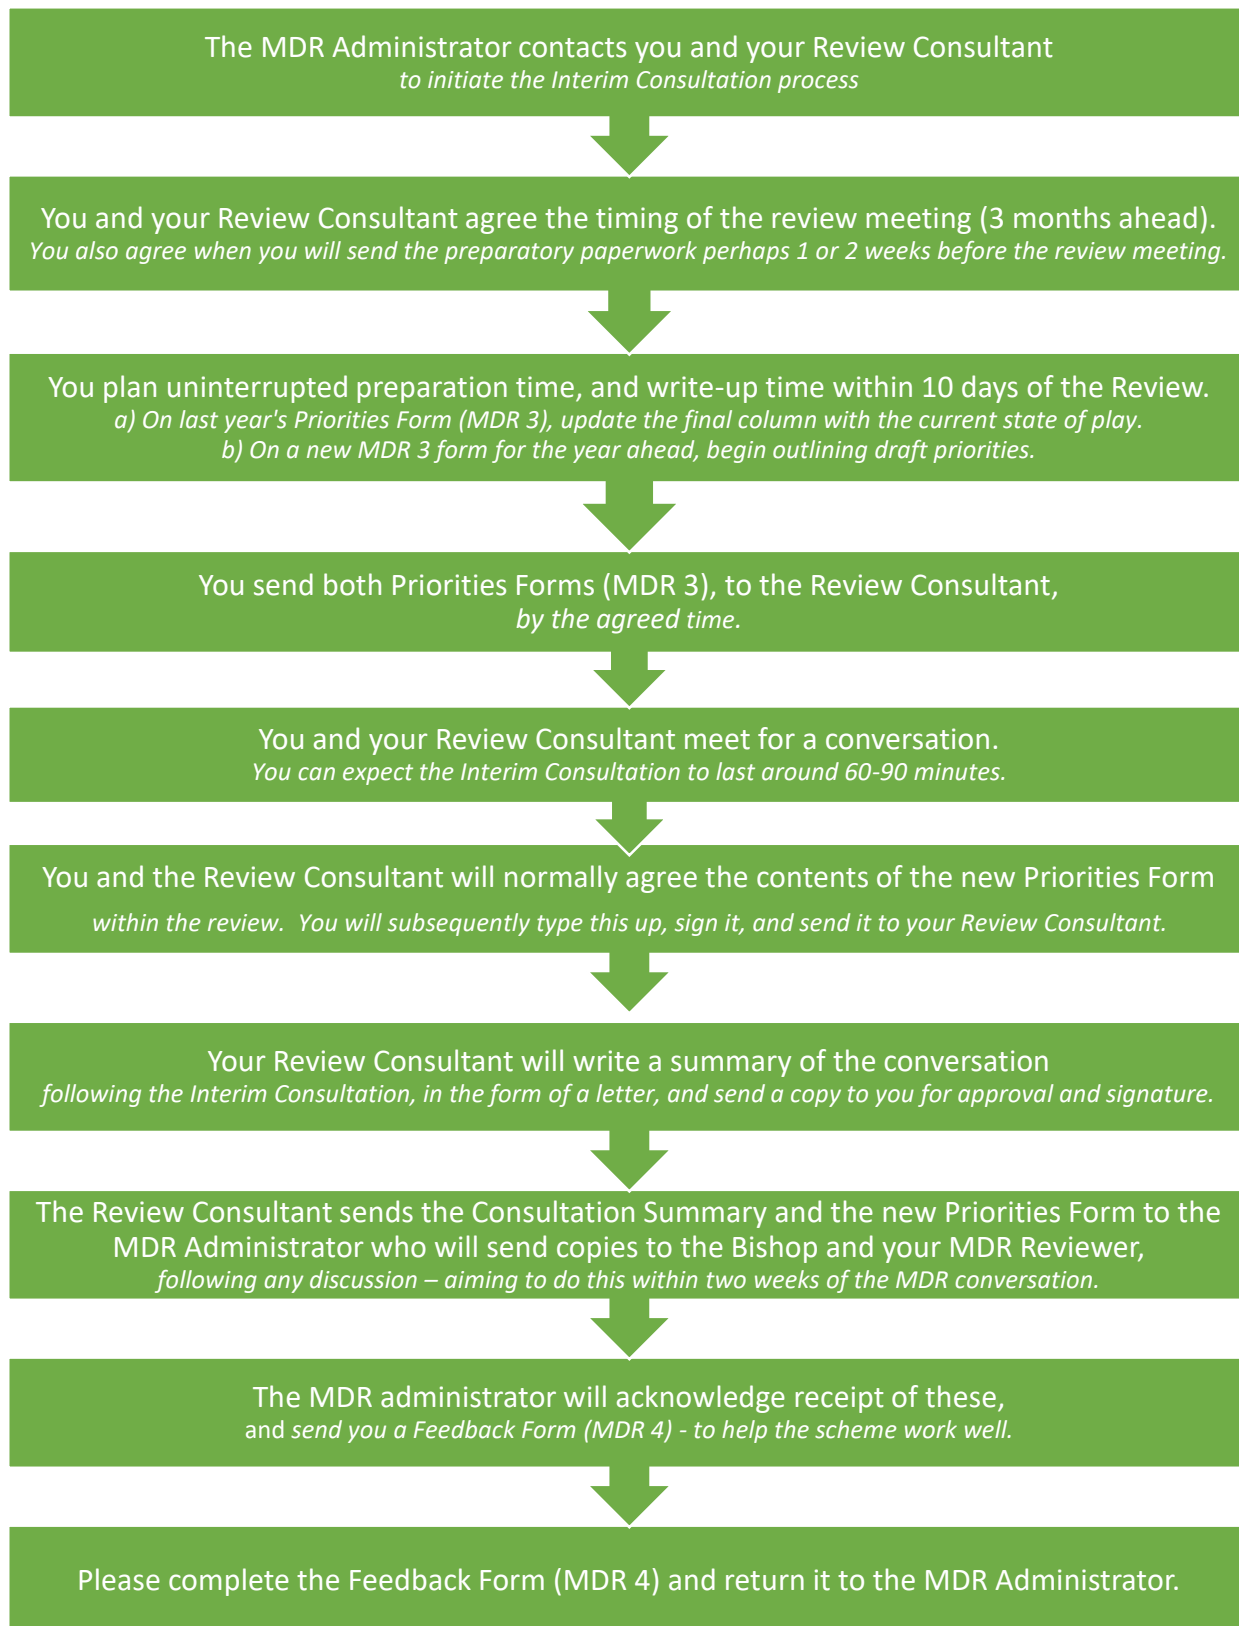 The MDR Administrator contacts you and your Review Consultant
to initiate the Interim Consultation process
You and your Review Consultant agree the timing of the review meeting (3 months ahead).
You also agree when you will send the preparatory paperwork perhaps 1 or 2 weeks before the review meeting.
You plan uninterrupted preparation time, and write-up time within 10 days of the Review.
a) On last year's Priorities Form (MDR 3), update the final column with the current state of play.
b) On a new MDR 3 form for the year ahead, begin outlining draft priorities.
You send both Priorities Forms (MDR 3), to the Review Consultant,
by the agreed time.
You and your Review Consultant meet for a conversation.
You can expect the Interim Consultation to last around 60-90 minutes.
You and the Review Consultant will normally agree the contents of the new Priorities Form
within the review.  You will subsequently type this up, sign it, and send it to your Review Consultant.
Your Review Consultant will write a summary of the conversation
following the Interim Consultation, in the form of a letter, and send a copy to you for approval and signature.
The Review Consultant sends the Consultation Summary and the new Priorities Form to the
MDR Administrator who will send copies to the Bishop and your MDR Reviewer,
following any discussion – aiming to do this within two weeks of the MDR conversation.
The MDR administrator will acknowledge receipt of these,
and send you a Feedback Form (MDR 4) - to help the scheme work well.
Please complete the Feedback Form (MDR 4) and return it to the MDR Administrator.